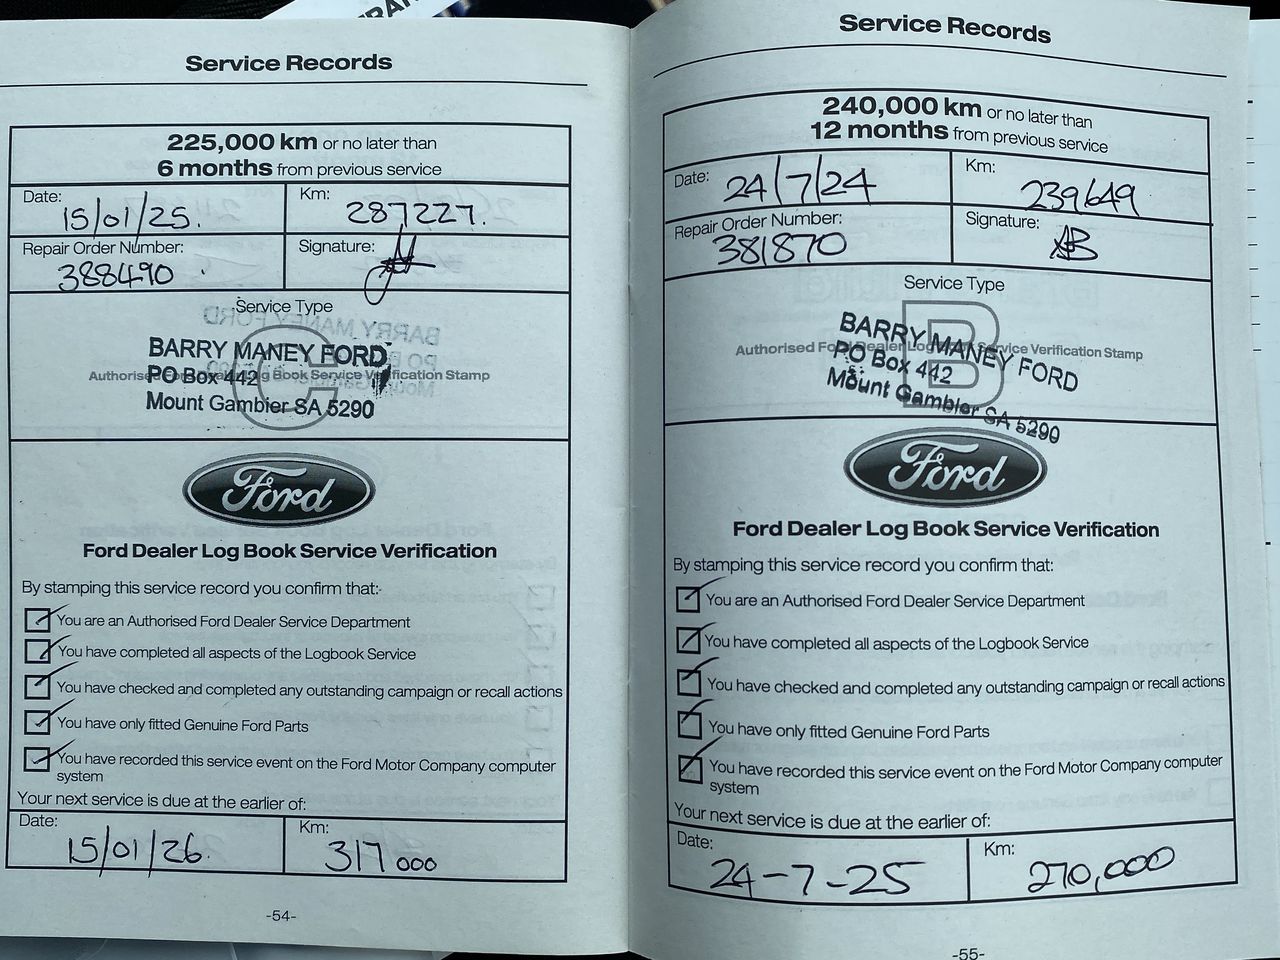 TRAN
Service Records
225,000 km or no later than
6 months from previous service
Date:
15/01/25.
Km:
287227.
Repair Order Number:
388490
Signature:
Service Type
C
BARRY MANEY FORD
PO Box 442
Authorised Ford Dealer Log Book Service Verification Stamp
Mount Gambier SA 5290
Ford
Ford Dealer Log Book Service Verification
By stamping this service record you confirm that:
You are an Authorised Ford Dealer Service Department
You have completed all aspects of the Logbook Service
You have checked and completed any outstanding campaign or recall actions
You have only fitted Genuine Ford Parts
You have recorded this service event on the Ford Motor Company computer
system
Your next service is due at the earlier of:
Date:
15/01/26.
Km:
317000
-54-
Service Records
240,000 km or no later than
12 months from previous service
Date:
24/7/24
Km:
239649
Repair Order Number:
381870
Signature:
AB
Service Type
B
Authorised Ford Dealer Log Book Service Verification Stamp
BARRY MANEY FORD
PO Box 442
Mount Gambier SA 5290
Ford
Ford Dealer Log Book Service Verification
By stamping this service record you confirm that:
You are an Authorised Ford Dealer Service Department
You have completed all aspects of the Logbook Service
You have checked and completed any outstanding campaign or recall actions
You have only fitted Genuine Ford Parts
You have recorded this service event on the Ford Motor Company computer
system
Your next service is due at the earlier of:
Date:
24-7-25
Km:
270,000
-55-